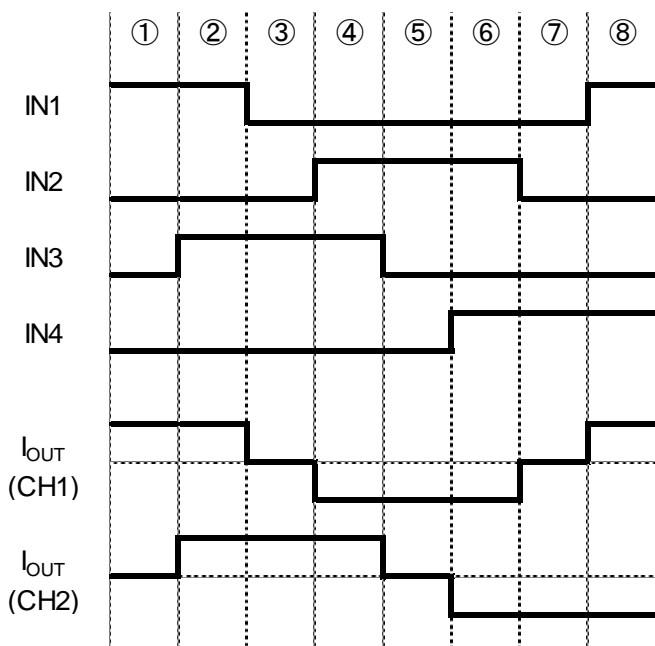 ① ② ③ ④ ⑤ ⑥ ⑦ ⑧
IN1
IN2
IN3
IN4
IOUT
(CH1)
IOUT
(CH2)